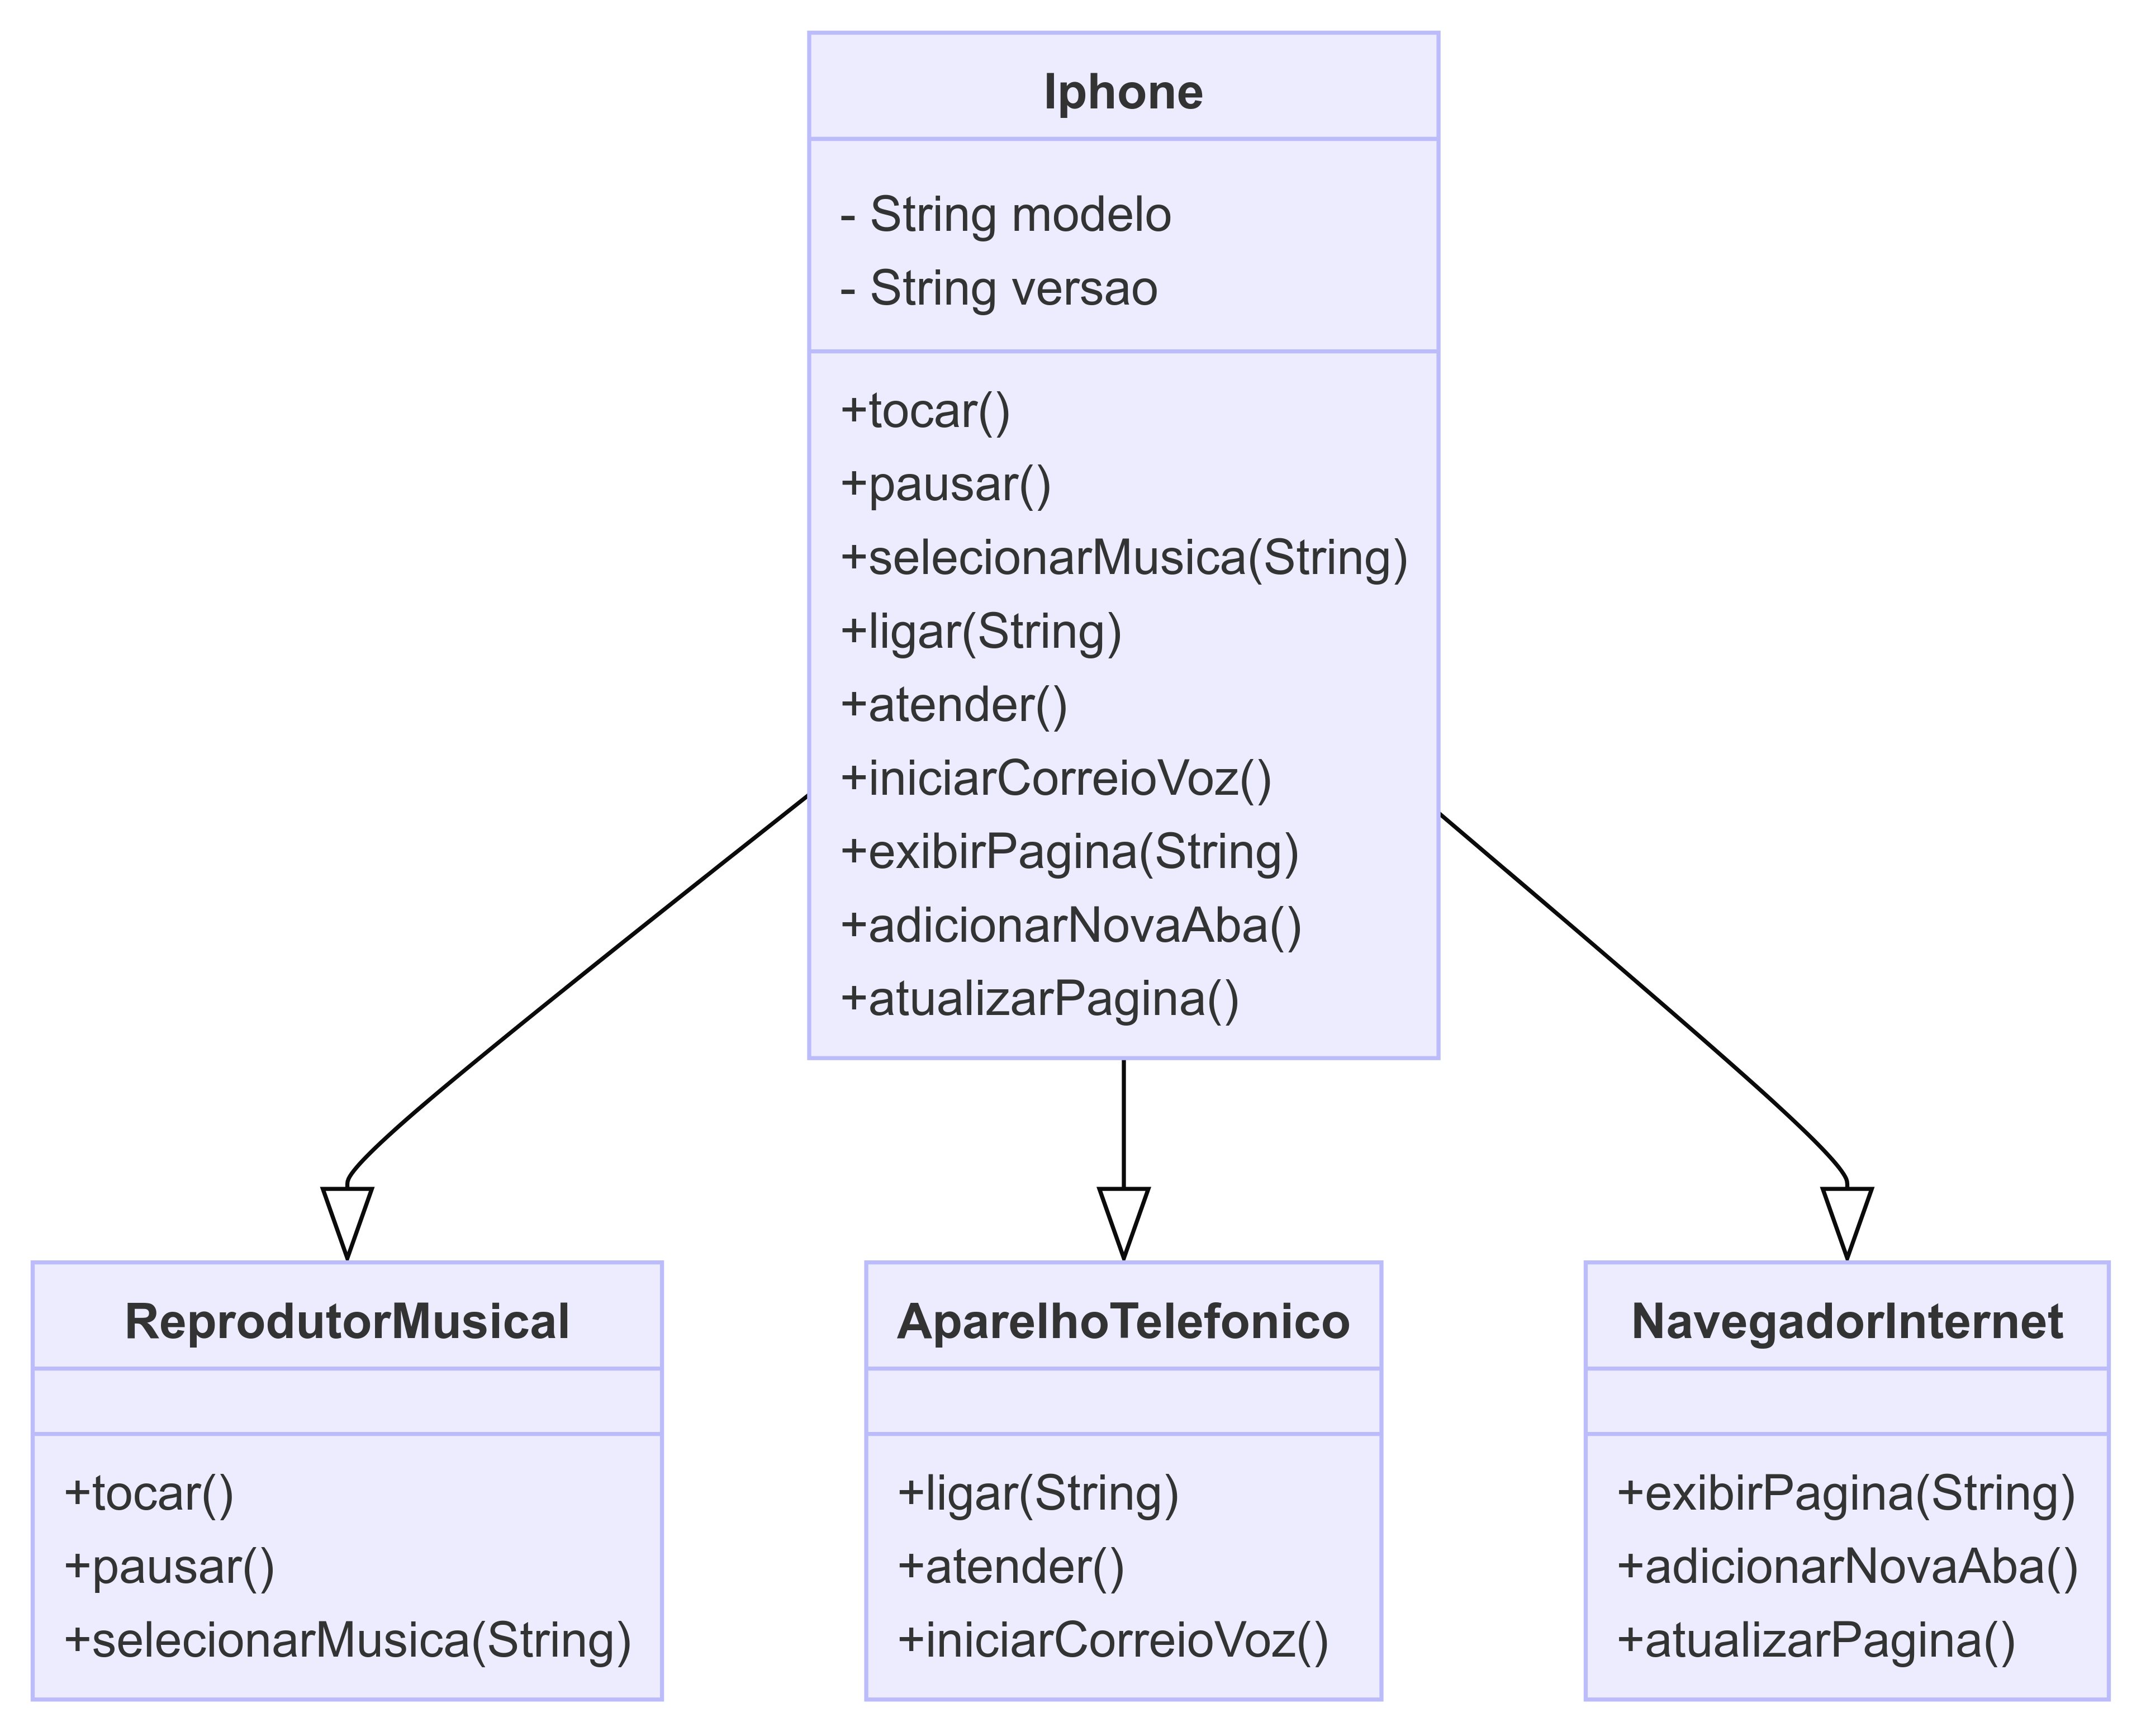 Iphone
- String modelo
- String versao
+tocar()
+pausar()
+selecionarMusica(String)
+ligar(String)
+atender()
+iniciarCorreioVoz()
+exibirPagina(String)
+adicionarNovaAba()
+atualizarPagina()
ReprodutorMusical
+tocar()
+pausar()
+selecionarMusica(String)
AparelhoTelefonico
+ligar(String)
+atender()
+iniciarCorreioVoz()
NavegadorInternet
+exibirPagina(String)
+adicionarNovaAba()
+atualizarPagina()